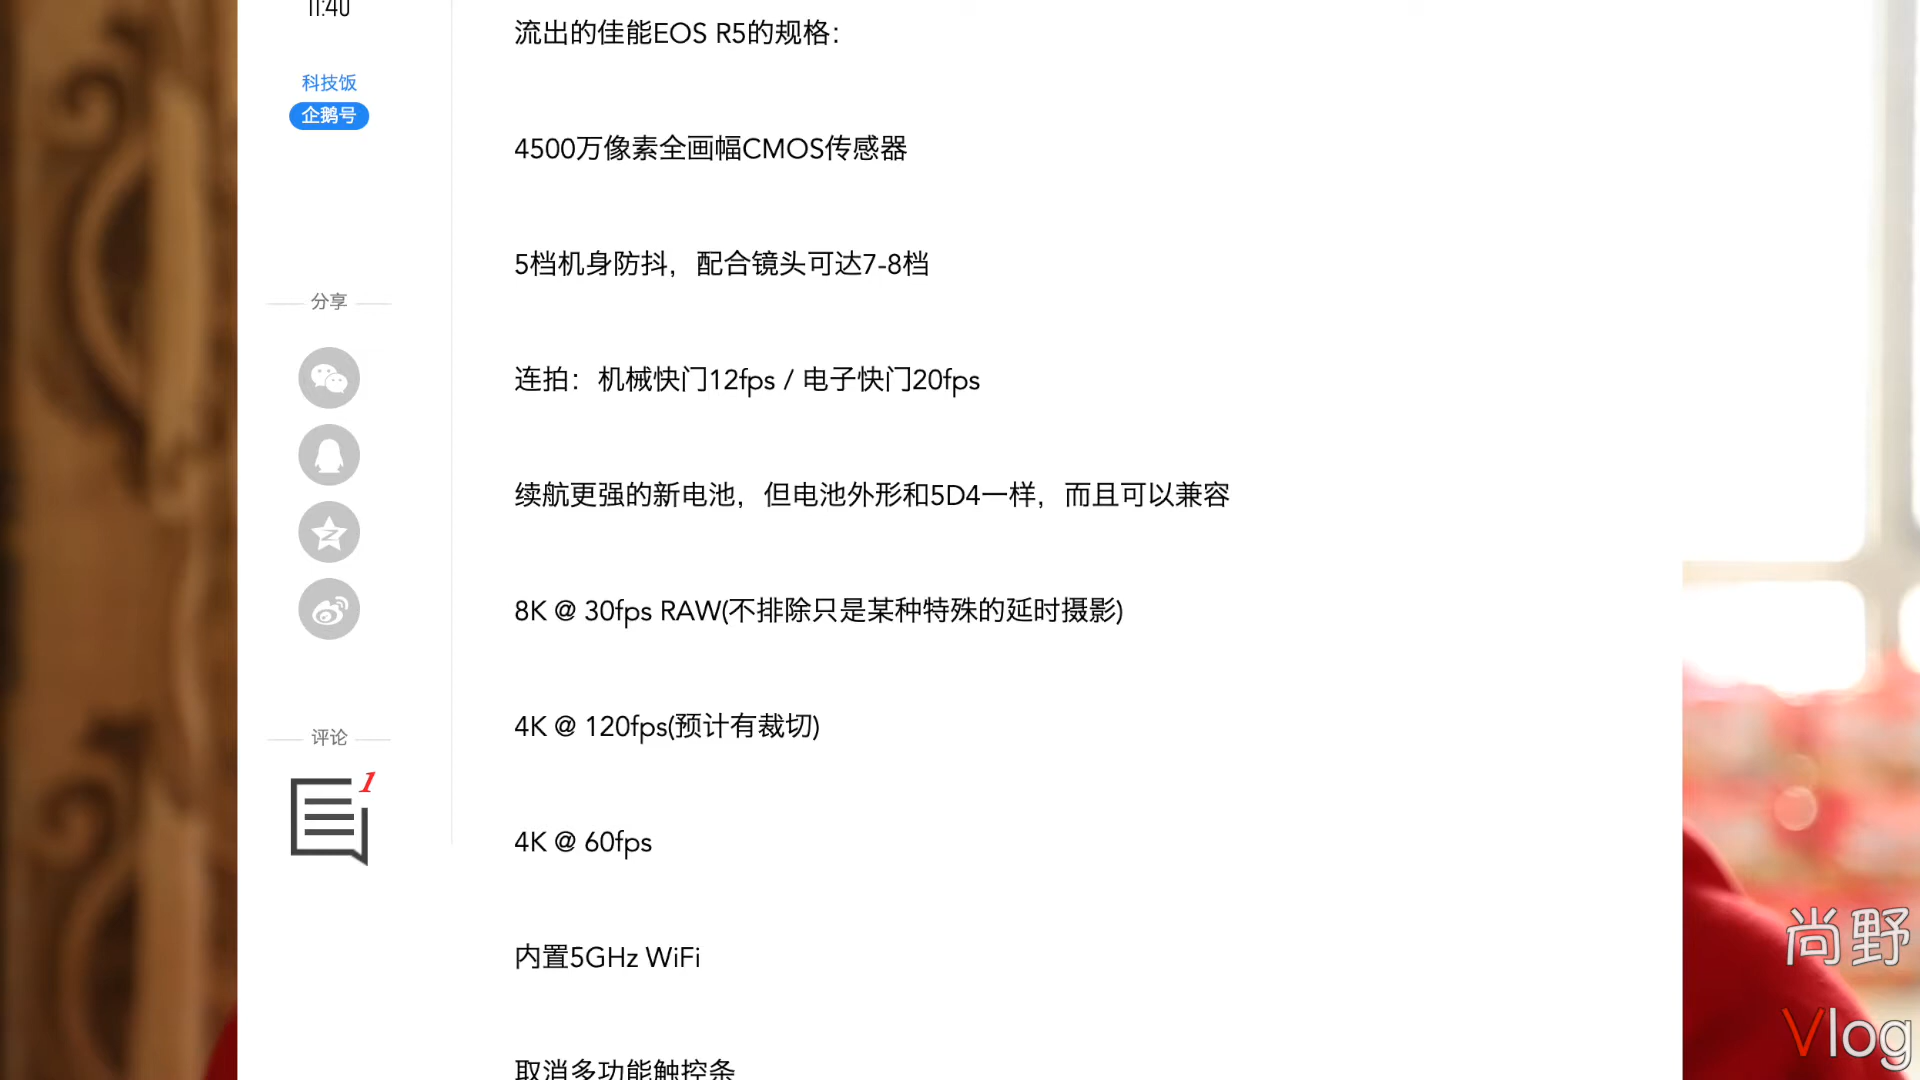 11:40
科技饭
企鹅号
分享
评论
1
流出的佳能EOS R5的规格：
4500万像素全画幅CMOS传感器
5档机身防抖，配合镜头可达7-8档
连拍：机械快门12fps / 电子快门20fps
续航更强的新电池，但电池外形和5D4一样，而且可以兼容
8K @ 30fps RAW(不排除只是某种特殊的延时摄影)
4K @ 120fps(预计有裁切)
4K @ 60fps
内置5GHz WiFi
取消多功能触控条
尚野
Vlog